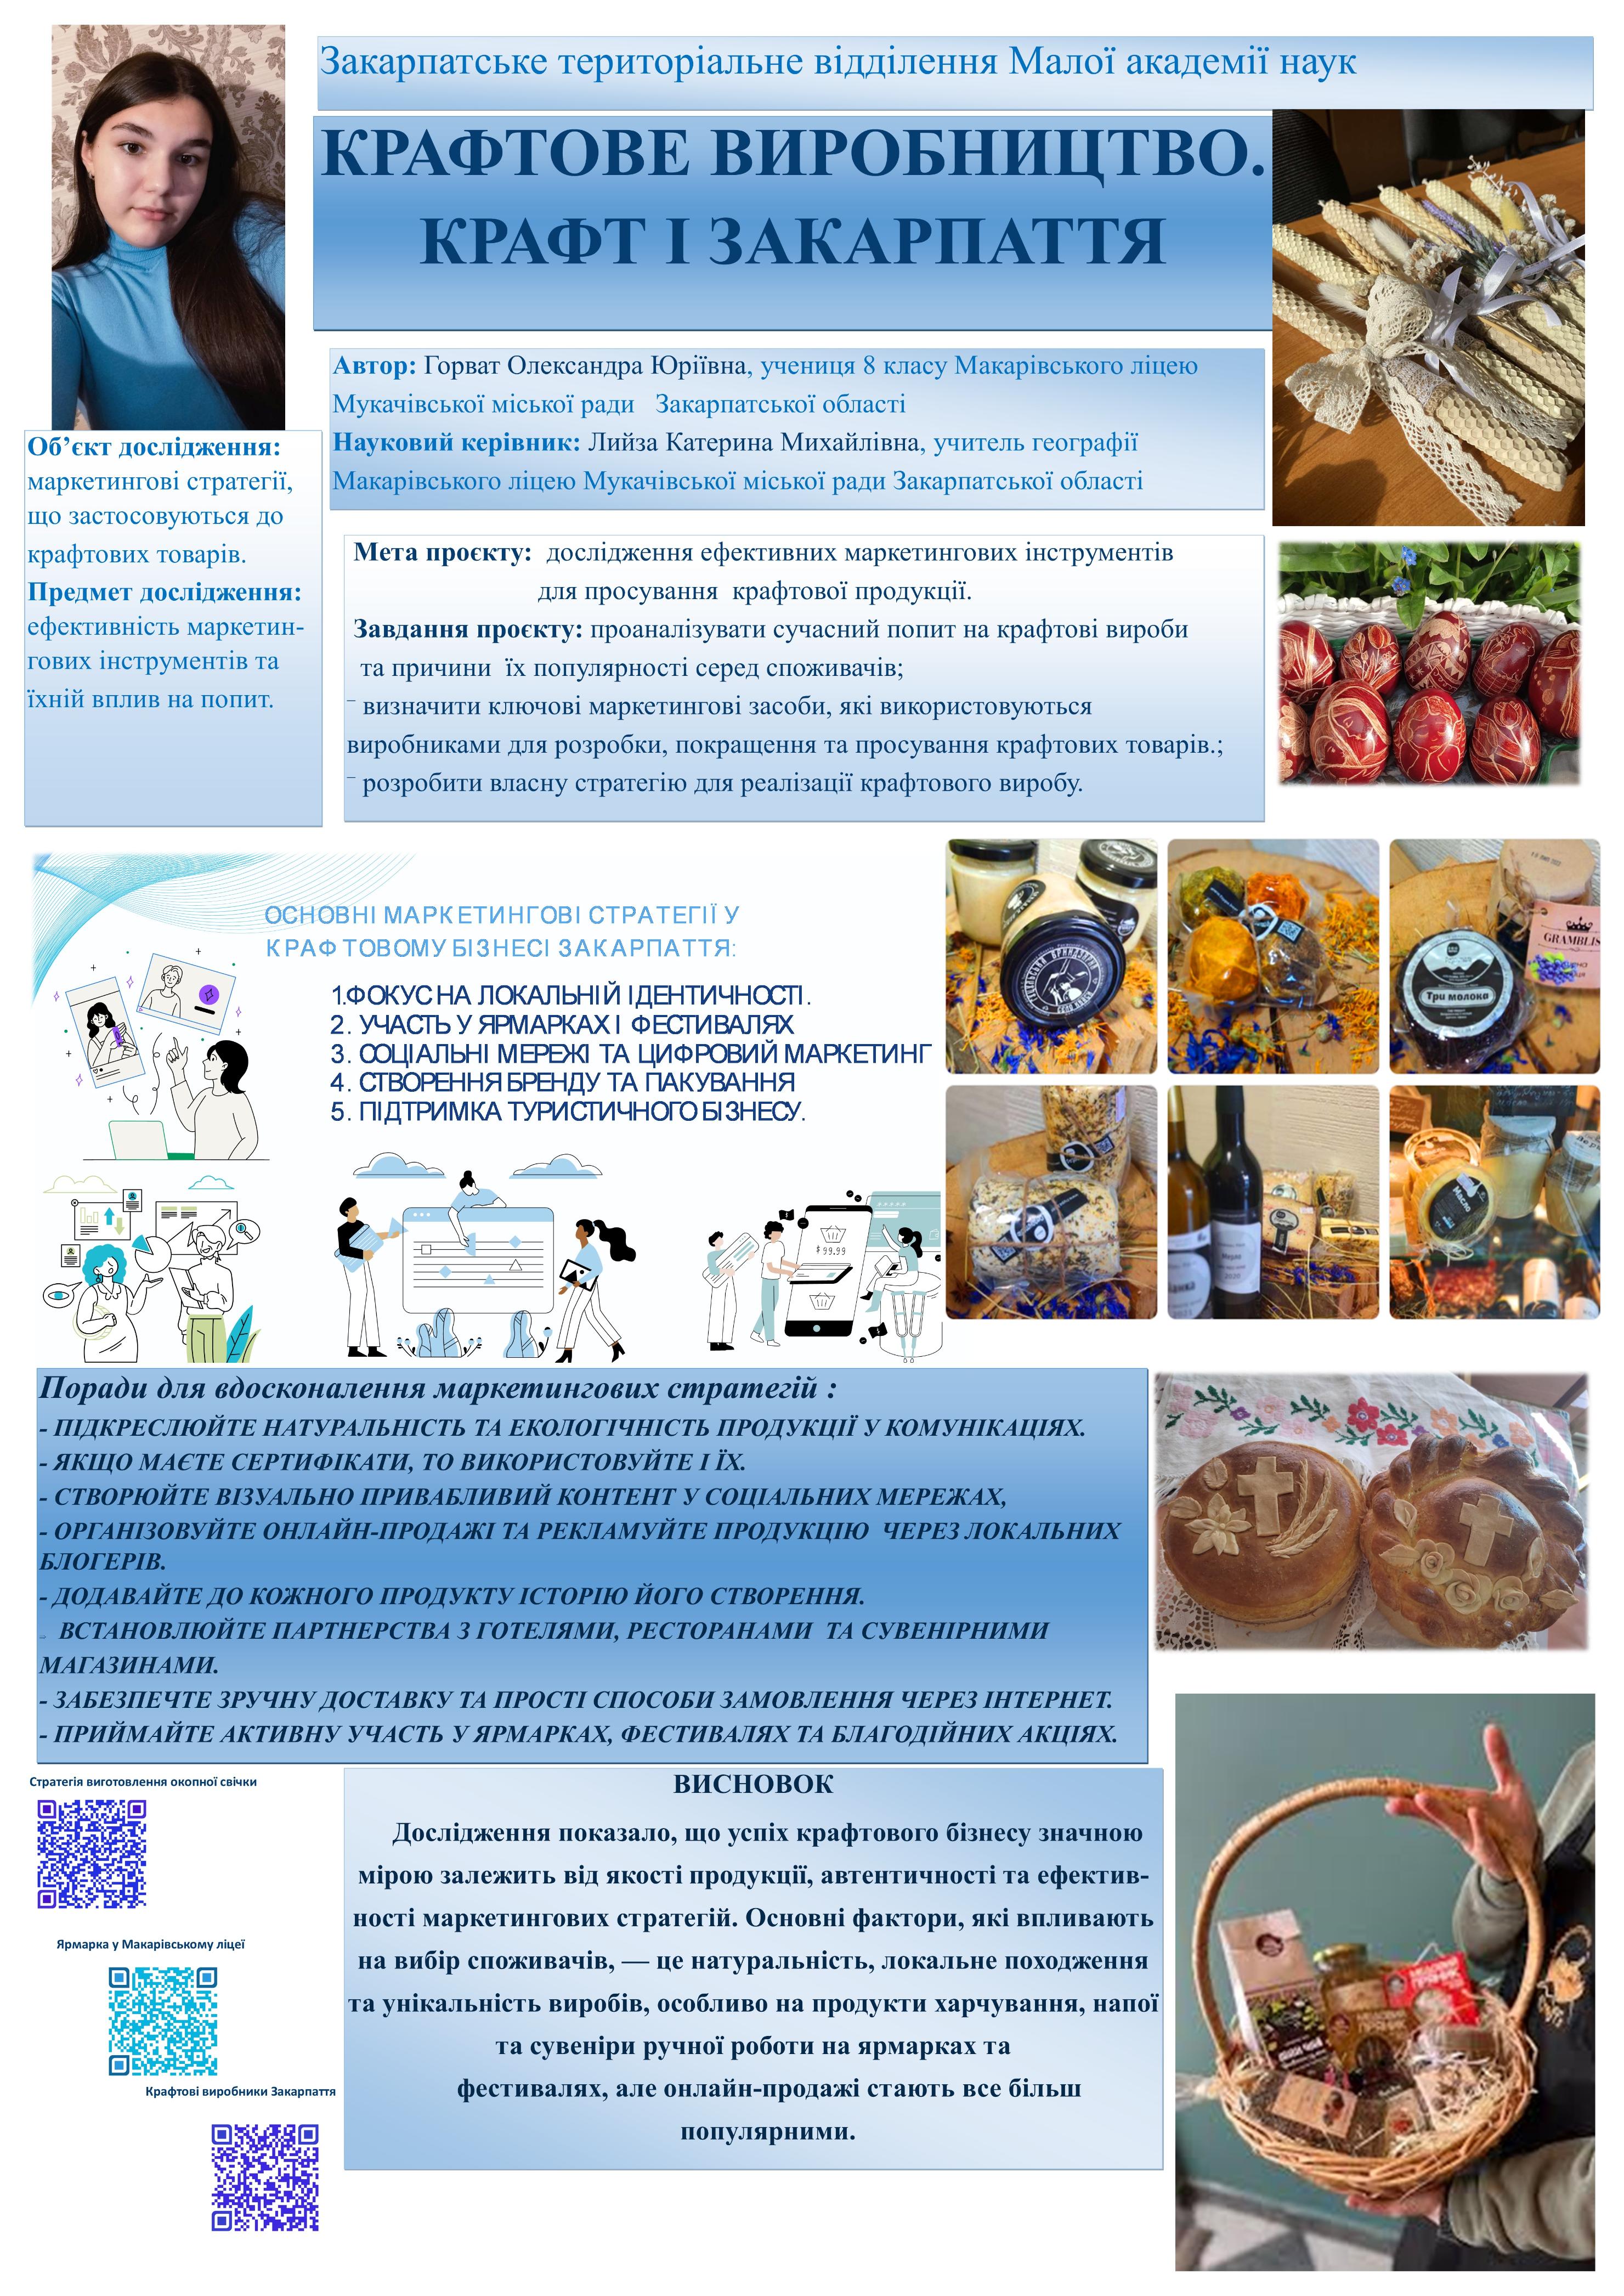 Закарпатське територіальне відділення Малої академії наук
КРАФТОВЕ ВИРОБНИЦТВО.
КРАФТ І ЗАКАРПАТТЯ
Автор: Горват Олександра Юріївна, учениця 8 класу Макарівського ліцею
Мукачівської міської ради Закарпатської області
Науковий керівник: Лийза Катерина Михайлівна, учитель географії
Макарівського ліцею Мукачівської міської ради Закарпатської області
Об’єкт дослідження:
маркетингові стратегії,
що застосовуються до
крафтових товарів.
Предмет дослідження:
ефективність маркетин-
гових інструментів та
їхній вплив на попит.
Мета проєкту: дослідження ефективних маркетингових інструментів
для просування крафтової продукції.
Завдання проєкту: проаналізувати сучасний попит на крафтові вироби
та причини їх популярності серед споживачів;
– визначити ключові маркетингові засоби, які використовуються
виробниками для розробки, покращення та просування крафтових товарів.;
– розробити власну стратегію для реалізації крафтового виробу.
ОСНОВНІ МАРКЕТИНГОВІ СТРАТЕГІЇ У
КРАФТОВОМУ БІЗНЕСІ ЗАКАРПАТТЯ:
1.ФОКУС НА ЛОКАЛЬНІЙ ІДЕНТИЧНОСТІ.
2. УЧАСТЬ У ЯРМАРКАХ І ФЕСТИВАЛЯХ
3. СОЦІАЛЬНІ МЕРЕЖІ ТА ЦИФРОВИЙ МАРКЕТИНГ
4. СТВОРЕННЯ БРЕНДУ ТА ПАКУВАННЯ
5. ПІДТРИМКА ТУРИСТИЧНОГО БІЗНЕСУ.
$ 99.99
GRAMBLIS
Три молока
Масло
Поради для вдосконалення маркетингових стратегій :
- ПІДКРЕСЛЮЙТЕ НАТУРАЛЬНІСТЬ ТА ЕКОЛОГІЧНІСТЬ ПРОДУКЦІЇ У КОМУНІКАЦІЯХ.
- ЯКЩО МАЄТЕ СЕРТИФІКАТИ, ТО ВИКОРИСТОВУЙТЕ І ЇХ.
- СТВОРЮЙТЕ ВІЗУАЛЬНО ПРИВАБЛИВИЙ КОНТЕНТ У СОЦІАЛЬНИХ МЕРЕЖАХ,
- ОРГАНІЗОВУЙТЕ ОНЛАЙН-ПРОДАЖІ ТА РЕКЛАМУЙТЕ ПРОДУКЦІЮ ЧЕРЕЗ ЛОКАЛЬНИХ
БЛОГЕРІВ.
- ДОДАВАЙТЕ ДО КОЖНОГО ПРОДУКТУ ІСТОРІЮ ЙОГО СТВОРЕННЯ.
- ВСТАНОВЛЮЙТЕ ПАРТНЕРСТВА З ГОТЕЛЯМИ, РЕСТОРАНАМИ ТА СУВЕНІРНИМИ
МАГАЗИНАМИ.
- ЗАБЕЗПЕЧТЕ ЗРУЧНУ ДОСТАВКУ ТА ПРОСТІ СПОСОБИ ЗАМОВЛЕННЯ ЧЕРЕЗ ІНТЕРНЕТ.
- ПРИЙМАЙТЕ АКТИВНУ УЧАСТЬ У ЯРМАРКАХ, ФЕСТИВАЛЯХ ТА БЛАГОДІЙНИХ АКЦІЯХ.
Стратегія виготовлення окопної свічки
Ярмарка у Макарівському ліцеї
Крафтові виробники Закарпаття
ВИСНОВОК
Дослідження показало, що успіх крафтового бізнесу значною
мірою залежить від якості продукції, автентичності та ефектив-
ності маркетингових стратегій. Основні фактори, які впливають
на вибір споживачів, — це натуральність, локальне походження
та унікальність виробів, особливо на продукти харчування, напої
та сувеніри ручної роботи на ярмарках та
фестивалях, але онлайн-продажі стають все більш
популярними.